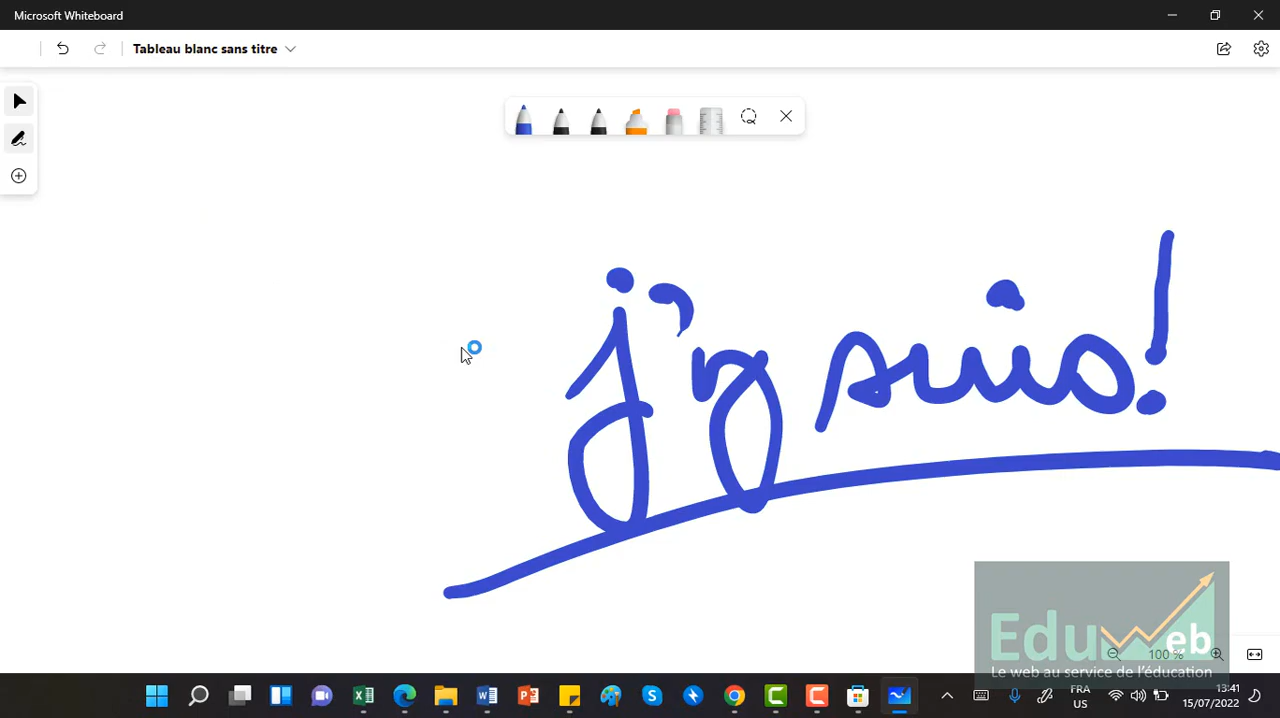 Microsoft Whiteboard
Tableau blanc sans titre
j'y suis!
Eduweb
100 %
Le web au service de l'éducation
FRA
US
13:41
15/07/2022